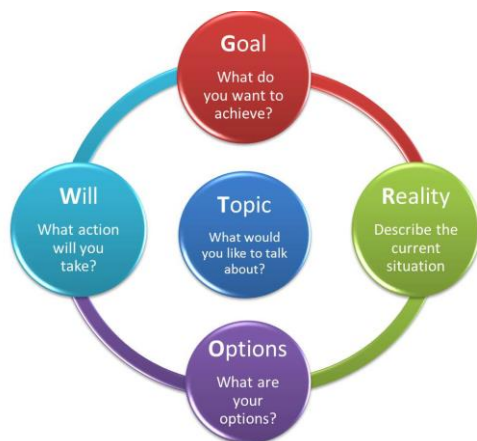 Goal
What do
you want to
achieve?
Will
What action
will you
take?
Topic
What would
you like to talk
about?
Reality
Describe the
current
situation
Options
What are
your
options?